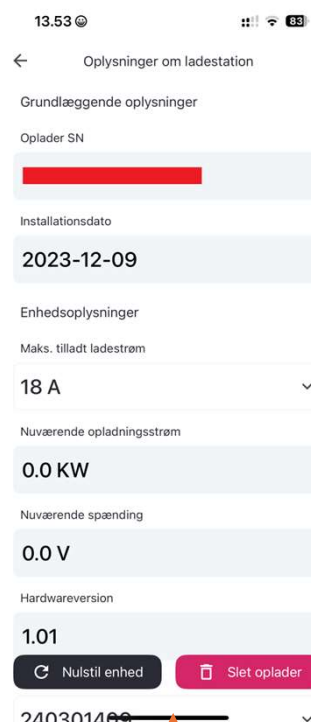 13.53
83
Oplysninger om ladestation
Grundlæggende oplysninger
Oplader SN
Installationsdato
2023-12-09
Enhedsoplysninger
Maks. tilladt ladestrøm
18 A
Nuværende opladningsstrøm
0.0 KW
Nuværende spænding
0.0 V
Hardwareversion
1.01
Nulstil enhed
Slet oplader